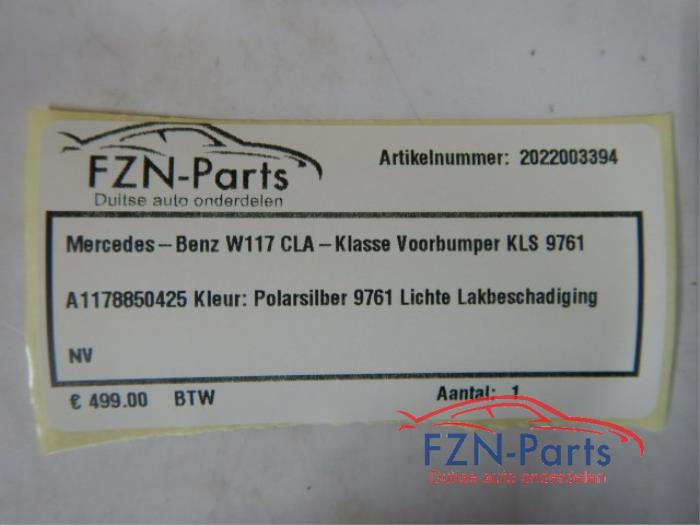 FZN-Parts
Duitse auto onderdelen
Artikelnummer: 2022003394
Mercedes-Benz W117 CLA-Klasse Voorbumper KLS 9761
A1178850425 Kleur: Polarsilber 9761 Lichte Lakbeschadiging
NV
€ 499.00 BTW
Aantal: 1
FZN-Parts
Duitse auto onderdelen